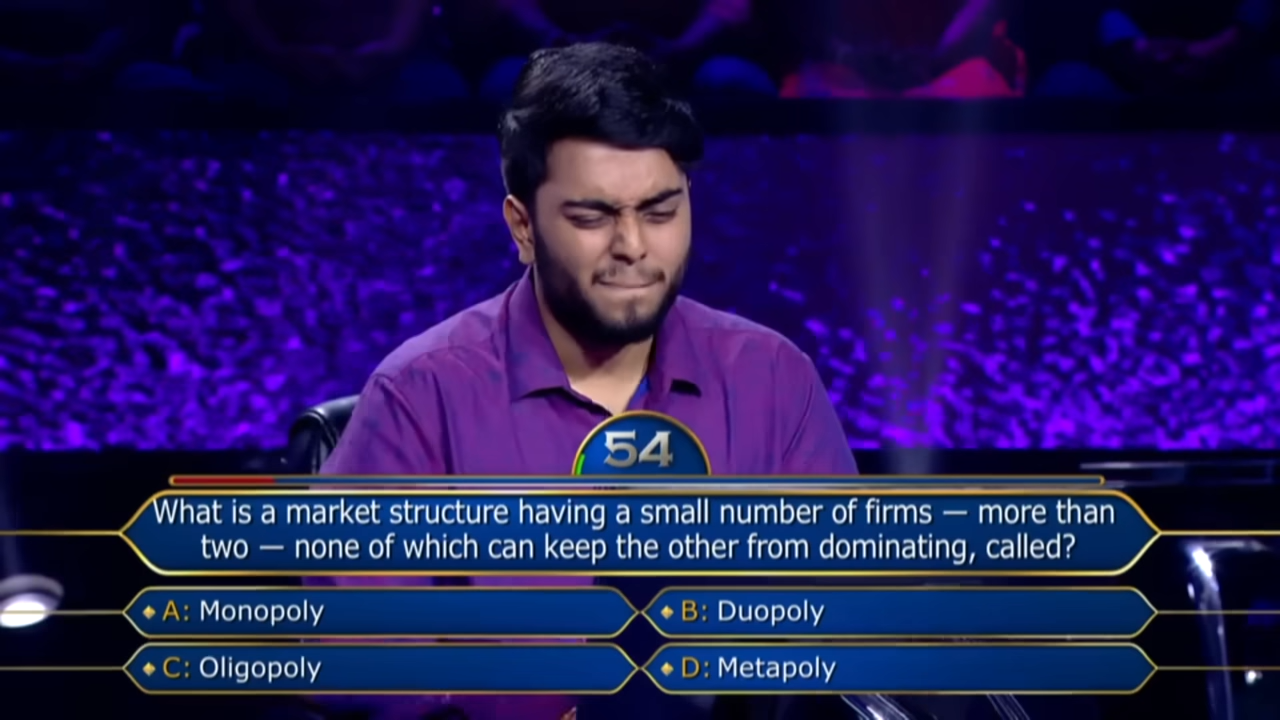 54
What is a market structure having a small number of firms — more than
two — none of which can keep the other from dominating, called?
A: Monopoly
B: Duopoly
C: Oligopoly
D: Metapoly